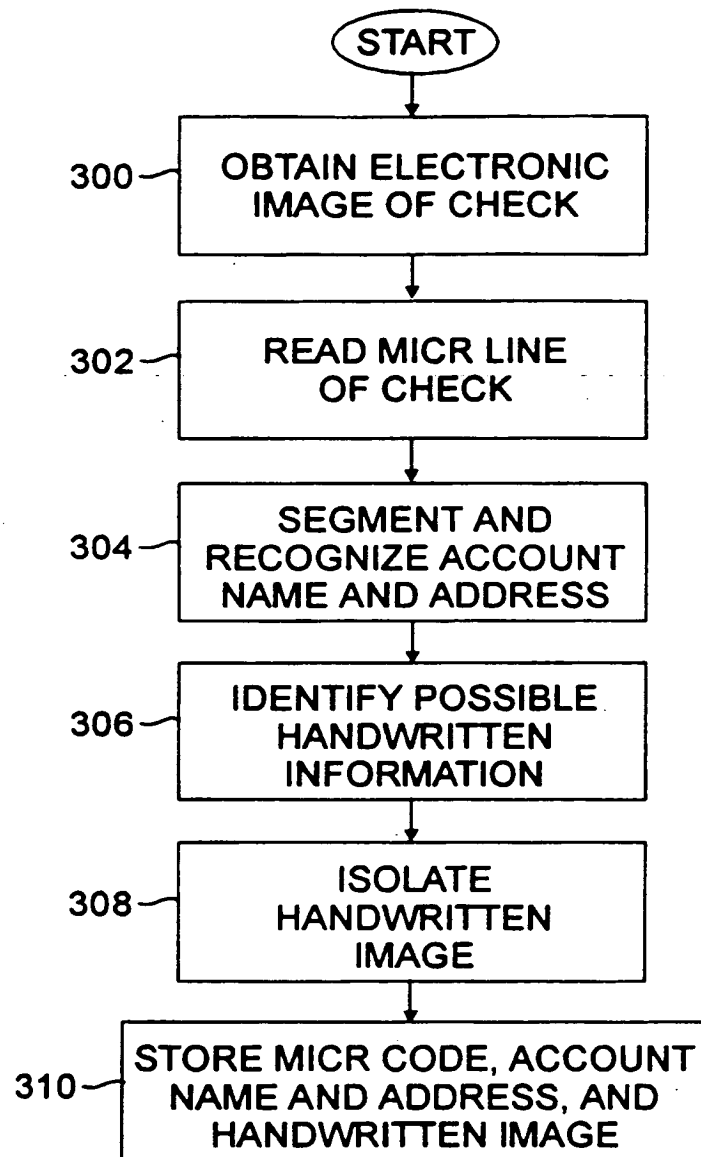 START
300
OBTAIN ELECTRONIC
IMAGE OF CHECK
302
READ MICR LINE
OF CHECK
304
SEGMENT AND
RECOGNIZE ACCOUNT
NAME AND ADDRESS
306
IDENTIFY POSSIBLE
HANDWRITTEN
INFORMATION
308
ISOLATE
HANDWRITTEN
IMAGE
310
STORE MICR CODE, ACCOUNT
NAME AND ADDRESS, AND
HANDWRITTEN IMAGE